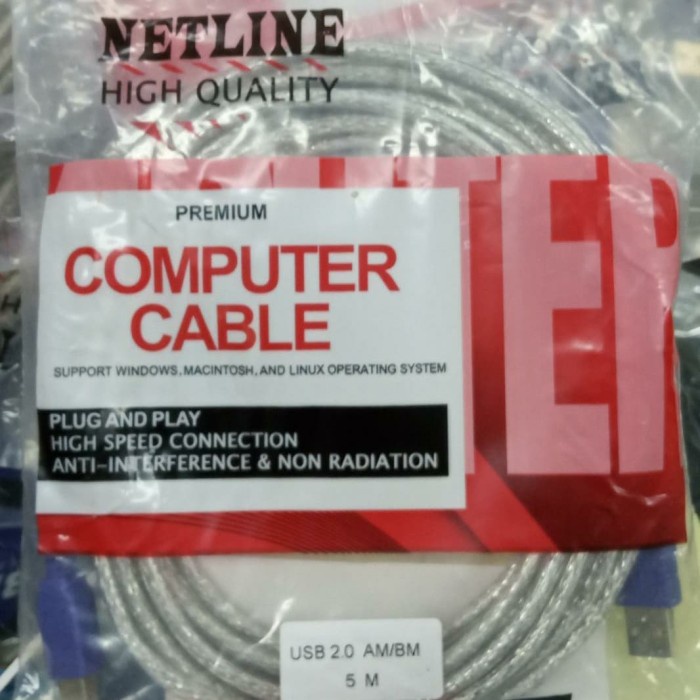 NETLINE
HIGH QUALITY
PREMIUM
COMPUTER
CABLE
SUPPORT WINDOWS,MACINTOSH,AND LINUX OPERATING SYSTEM
PLUG AND PLAY
HIGH SPEED CONNECTION
ANTI-INTERFERENCE & NON RADIATION
USB 2.0 AM/BM
5 M